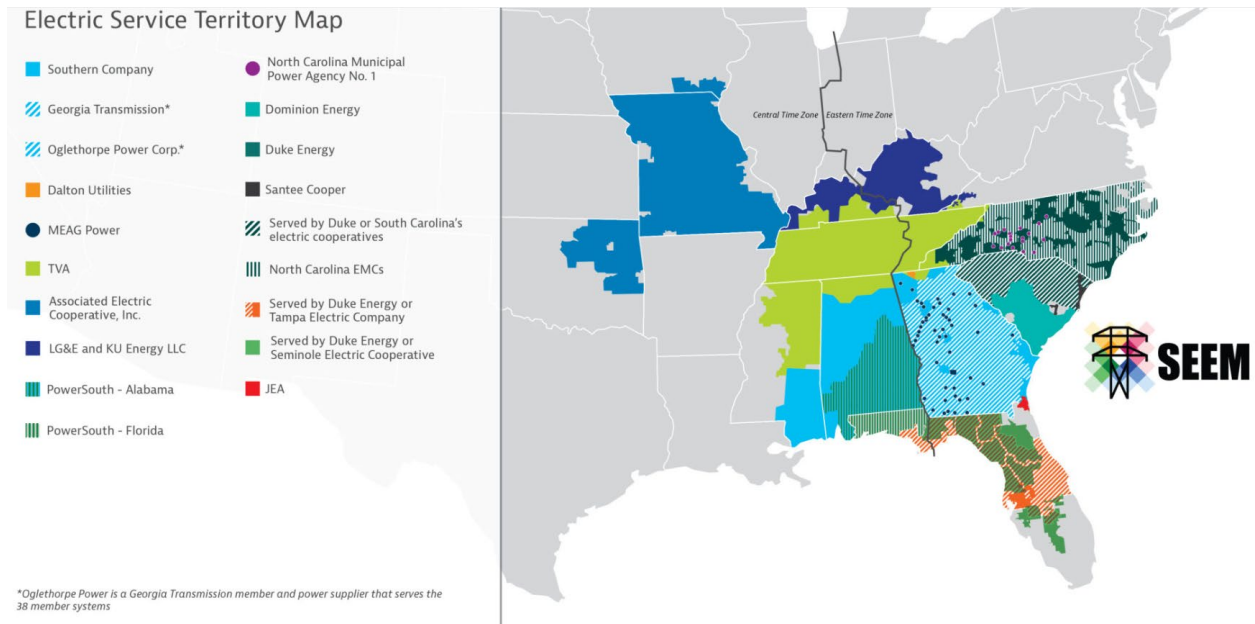 Electric Service Territory Map
Southern Company
Georgia Transmission*
Oglethorpe Power Corp.*
Dalton Utilities
MEAG Power
TVA
Associated Electric
Cooperative, Inc.
LG&E and KU Energy LLC
PowerSouth - Alabama
PowerSouth - Florida
North Carolina Municipal
Power Agency No. 1
Dominion Energy
Duke Energy
Santee Cooper
Served by Duke or South Carolina's
electric cooperatives
North Carolina EMCs
Served by Duke Energy or
Tampa Electric Company
Served by Duke Energy or
Seminole Electric Cooperative
JEA
*Oglethorpe Power is a Georgia Transmission member and power supplier that serves the
38 member systems
Central Time Zone
Eastern Time Zone
SEEM